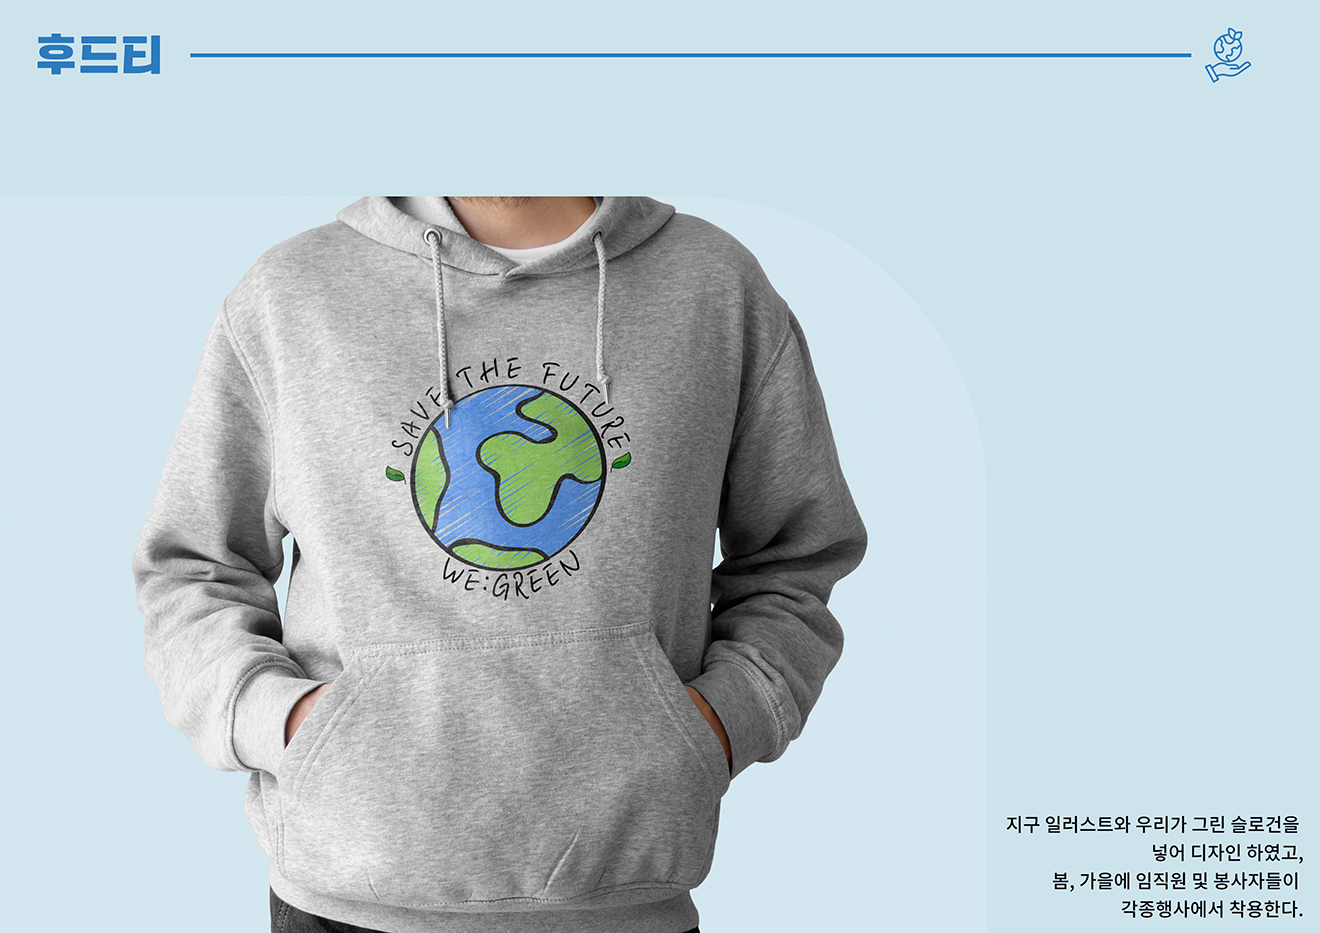 후드티
SAVE THE FUTURE
WE:GREEN
지구 일러스트와 우리가 그린 슬로건을
넣어 디자인 하였고,
봄, 가을에 임직원 및 봉사자들이
각종행사에서 착용한다.